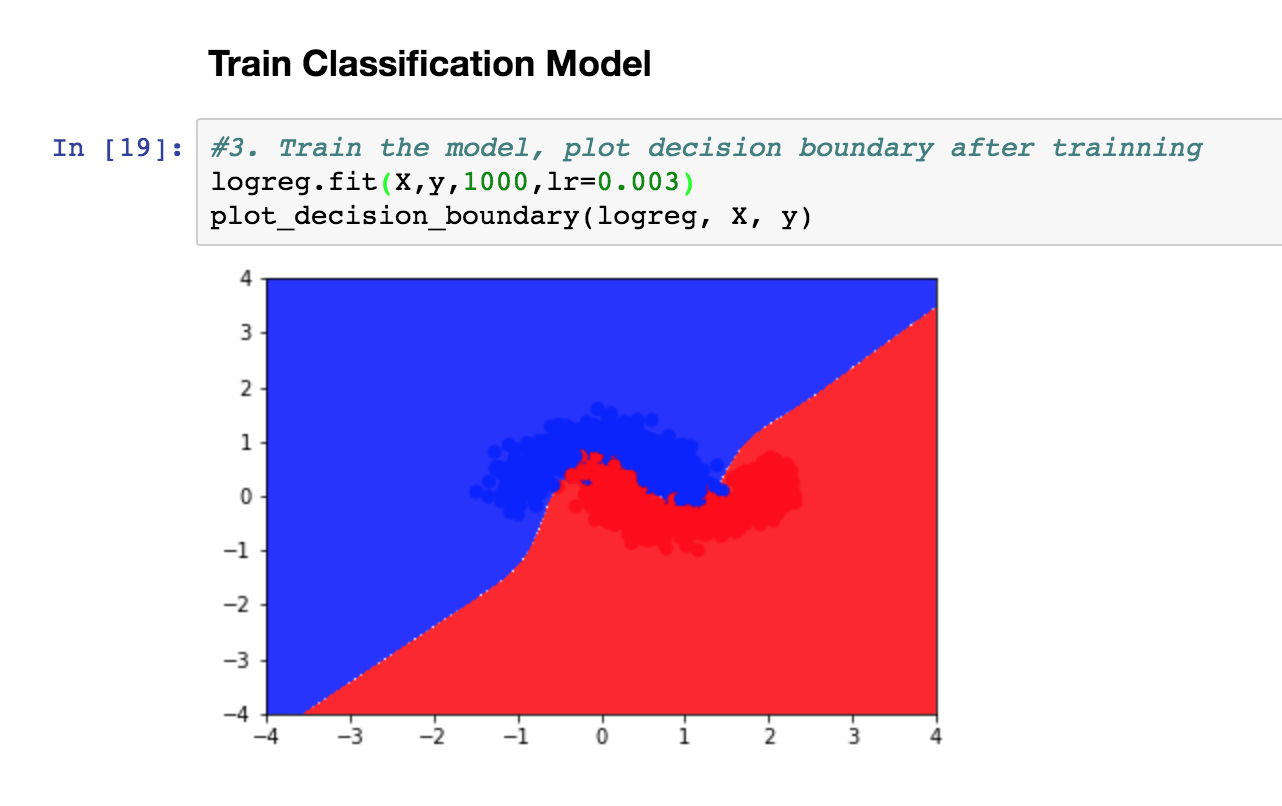 Train Classification Model
In [19]: #3. Train the model, plot decision boundary after trainning
logreg.fit(X,y,1000,lr=0.003)
plot_decision_boundary(logreg, X, y)
4
3
2
1
0
−1
−2
−3
−4
−4 −3 −2 −1 0 1 2 3 4